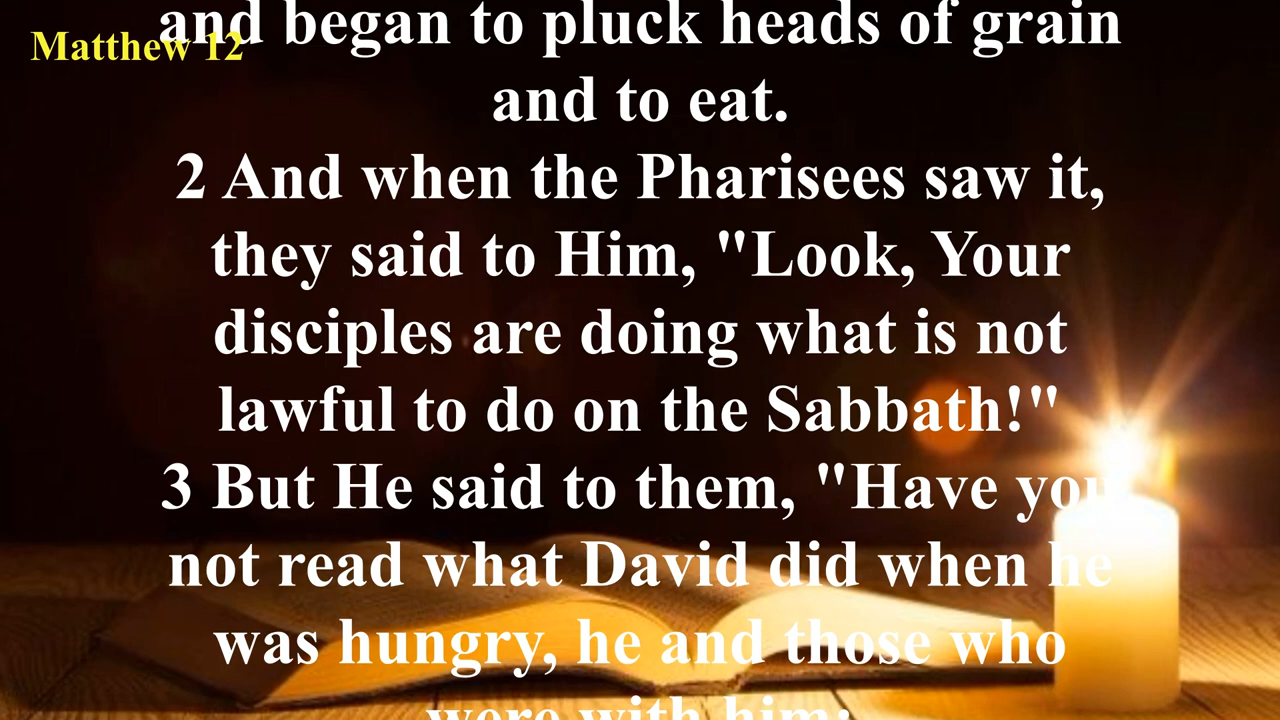 and began to pluck heads of grain
Matthew 12
and to eat.
2 And when the Pharisees saw it,
they said to Him, "Look, Your
disciples are doing what is not
lawful to do on the Sabbath!"
3 But He said to them, "Have you
not read what David did when he
was hungry, he and those who
were with him: